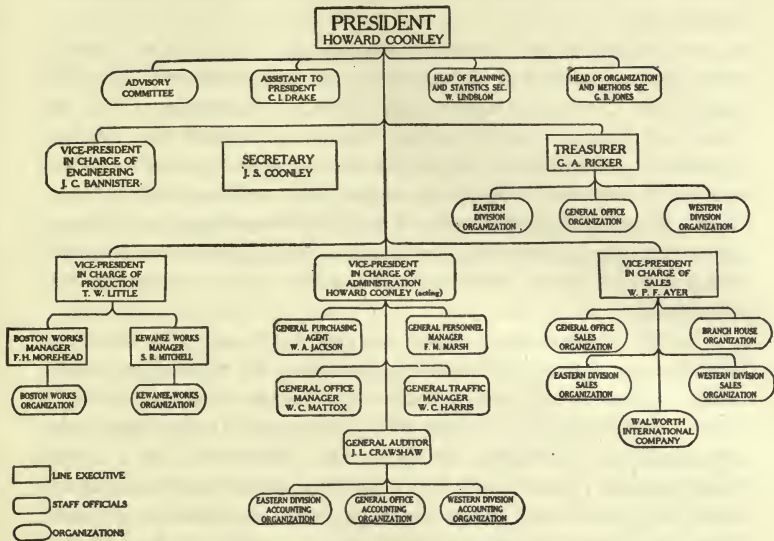 PRESIDENT
HOWARD COONLEY
ADVISORY
COMMITTEE
ASSISTANT TO
PRESIDENT
C. I. DRAKE
HEAD OF PLANNING
AND STATISTICS SEC.
W. LINDBLOM
HEAD OF ORGANIZATION
AND METHODS SEC.
G. B. JONES
VICE-PRESIDENT
IN CHARGE OF
ENGINEERING
J. C. BANNISTER
SECRETARY
J. S. COONLEY
TREASURER
G. A. RICKER
EASTERN
DIVISION
ORGANIZATION
GENERAL OFFICE
ORGANIZATION
WESTERN
DIVISION
ORGANIZATION
VICE-PRESIDENT
IN CHARGE OF
PRODUCTION
T. W. LITTLE
VICE-PRESIDENT
IN CHARGE OF
ADMINISTRATION
HOWARD COONLEY (acting)
VICE-PRESIDENT
IN CHARGE OF
SALES
W. P. F. AYER
BOSTON WORKS
MANAGER
F. H. MOREHEAD
KEWANEE WORKS
MANAGER
S. R. MITCHELL
GENERAL PURCHASING
AGENT
W. A. JACKSON
GENERAL PERSONNEL
MANAGER
F. M. MARSH
GENERAL OFFICE
SALES
ORGANIZATION
BRANCH HOUSE
ORGANIZATION
BOSTON WORKS
ORGANIZATION
KEWANEE WORKS
ORGANIZATION
GENERAL OFFICE
MANAGER
W. C. MATTOX
GENERAL TRAFFIC
MANAGER
W. C. HARRIS
EASTERN DIVISION
SALES
ORGANIZATION
WESTERN DIVISION
SALES
ORGANIZATION
GENERAL AUDITOR
J. L. CRAWSHAW
WALWORTH
INTERNATIONAL
COMPANY
EASTERN DIVISION
ACCOUNTING
ORGANIZATION
GENERAL OFFICE
ACCOUNTING
ORGANIZATION
WESTERN DIVISION
ACCOUNTING
ORGANIZATION
LINE EXECUTIVE
STAFF OFFICIALS
ORGANIZATIONS